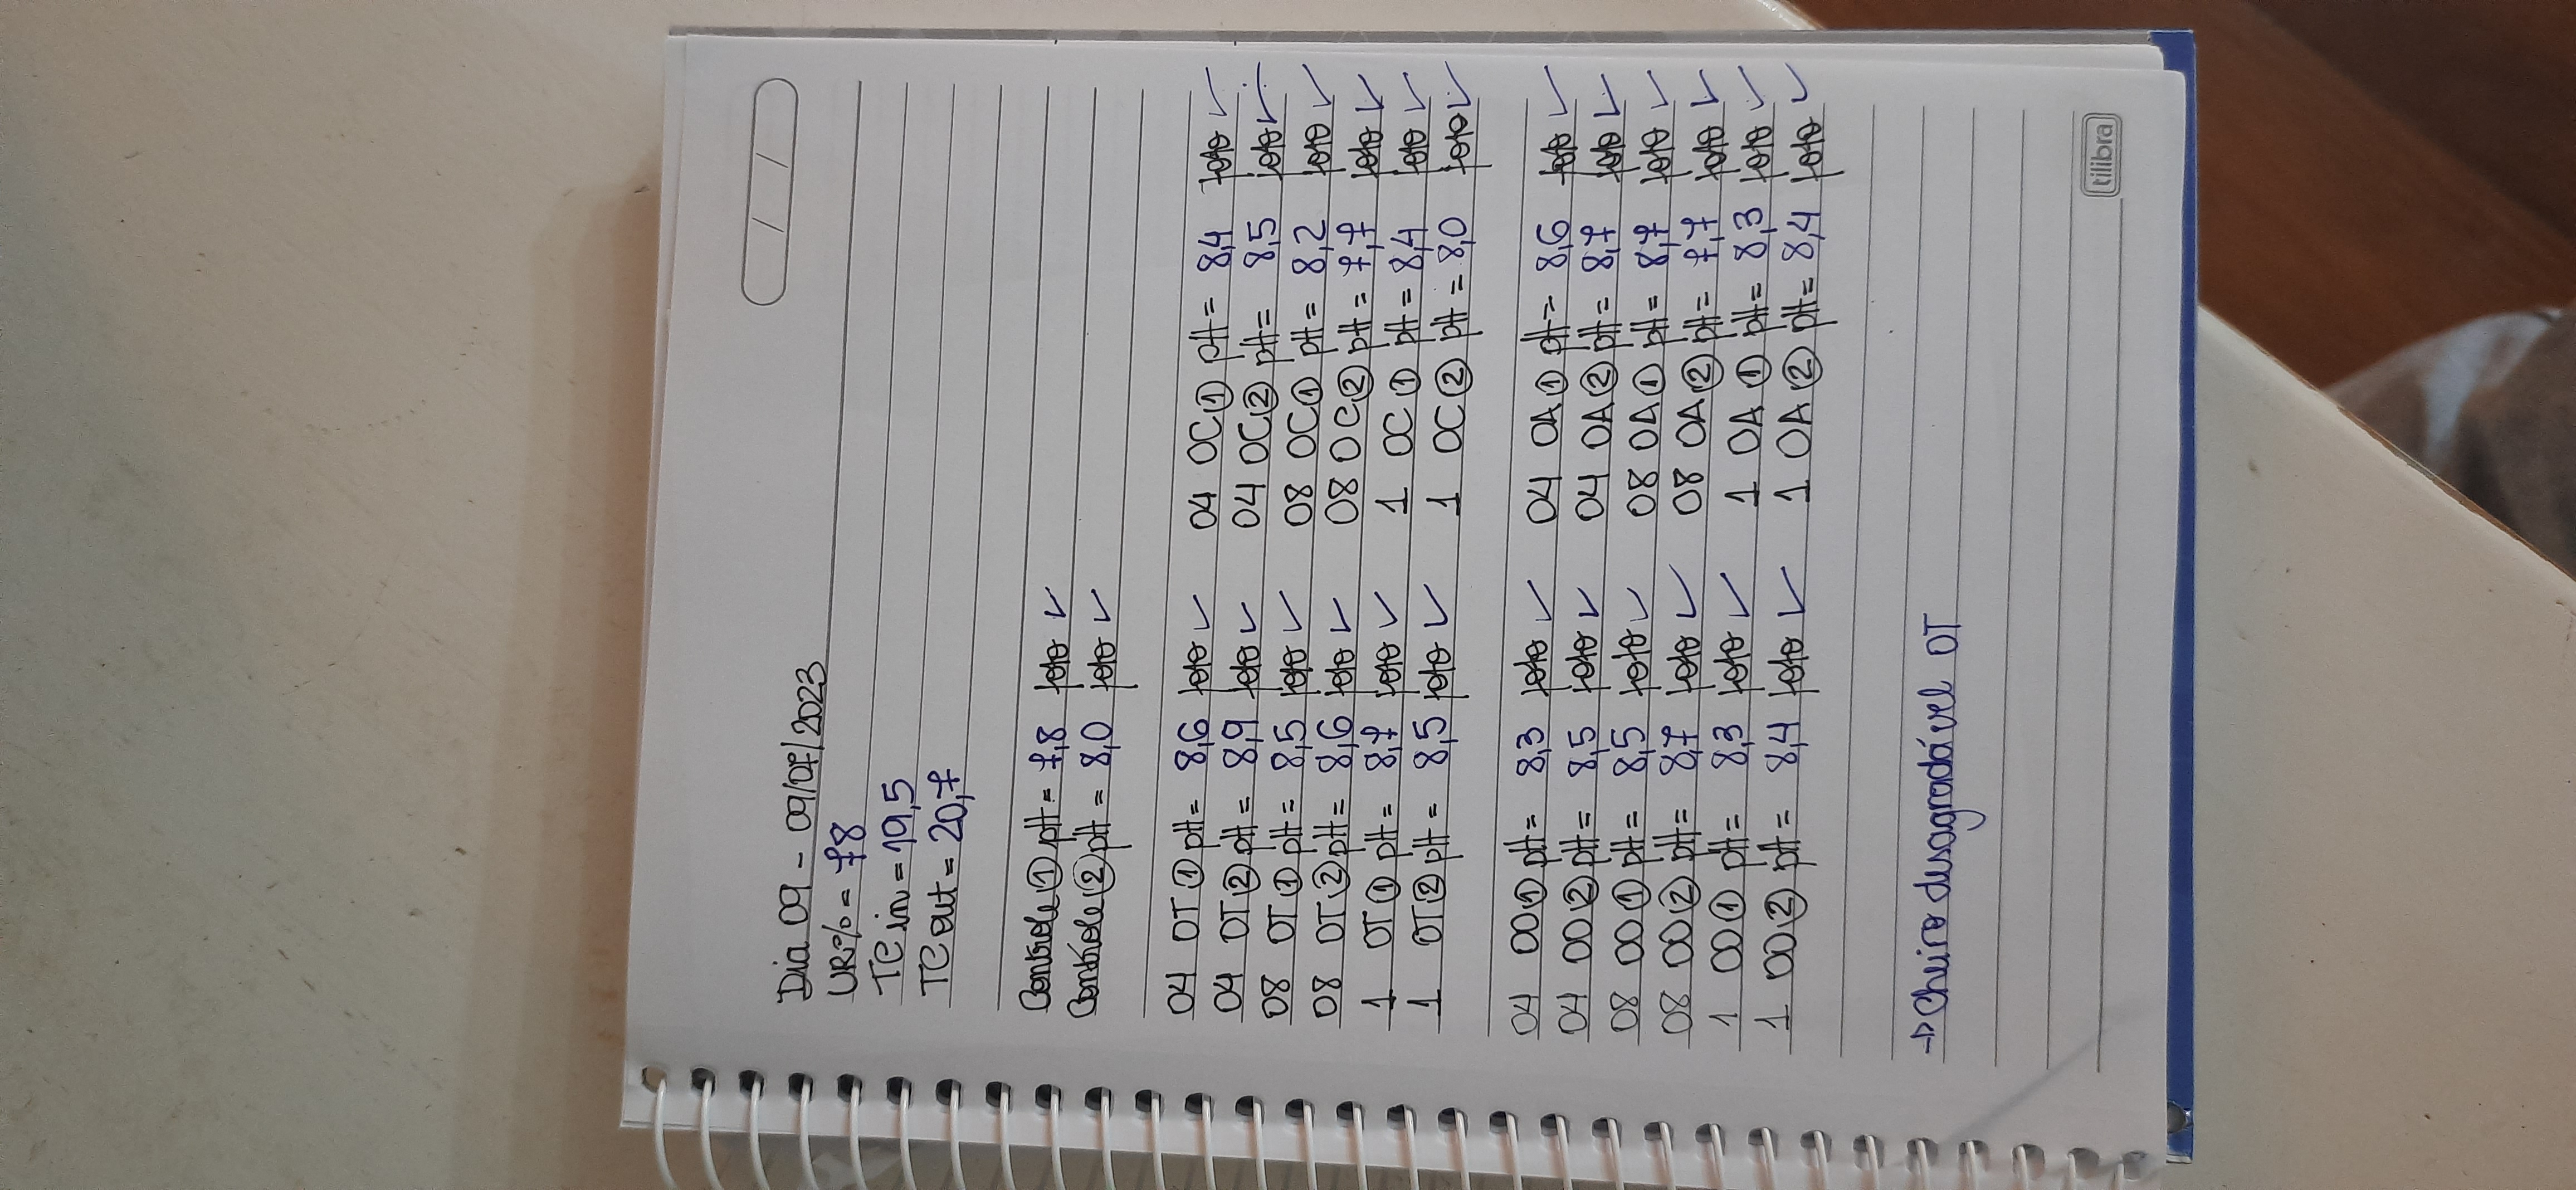 Dia 09 - 09/07/2023
UR% = 78
TC in = 19,5
TC out = 20,7
Controle ① pH = 7,8 foto ✓
Controle ② pH = 8,0 foto ✓
04 OT ① pH = 8,6 foto ✓ 04 OC ① pH = 8,4 foto ✓
04 OT ② pH = 8,9 foto ✓ 04 OC ② pH = 8,5 foto ✓
08 OT ① pH = 8,5 foto ✓ 08 OC ① pH = 8,2 foto ✓
08 OT ② pH = 8,6 foto ✓ 08 OC ② pH = 7,7 foto ✓
1 OT ① pH = 8,7 foto ✓ 1 OC ① pH = 8,4 foto ✓
1 OT ② pH = 8,5 foto ✓ 1 OC ② pH = 8,0 foto ✓
04 OO ① pH = 8,3 foto ✓ 04 OA ① pH = 8,6 foto ✓
04 OO ② pH = 8,5 foto ✓ 04 OA ② pH = 8,7 foto ✓
08 OO ① pH = 8,5 foto ✓ 08 OA ① pH = 8,7 foto ✓
08 OO ② pH = 8,7 foto ✓ 08 OA ② pH = 7,7 foto ✓
1 OO ① pH = 8,3 foto ✓ 1 OA ① pH = 8,3 foto ✓
1 OO ② pH = 8,4 foto ✓ 1 OA ② pH = 8,4 foto ✓
→ Cheiro desagradável OT
tilibra